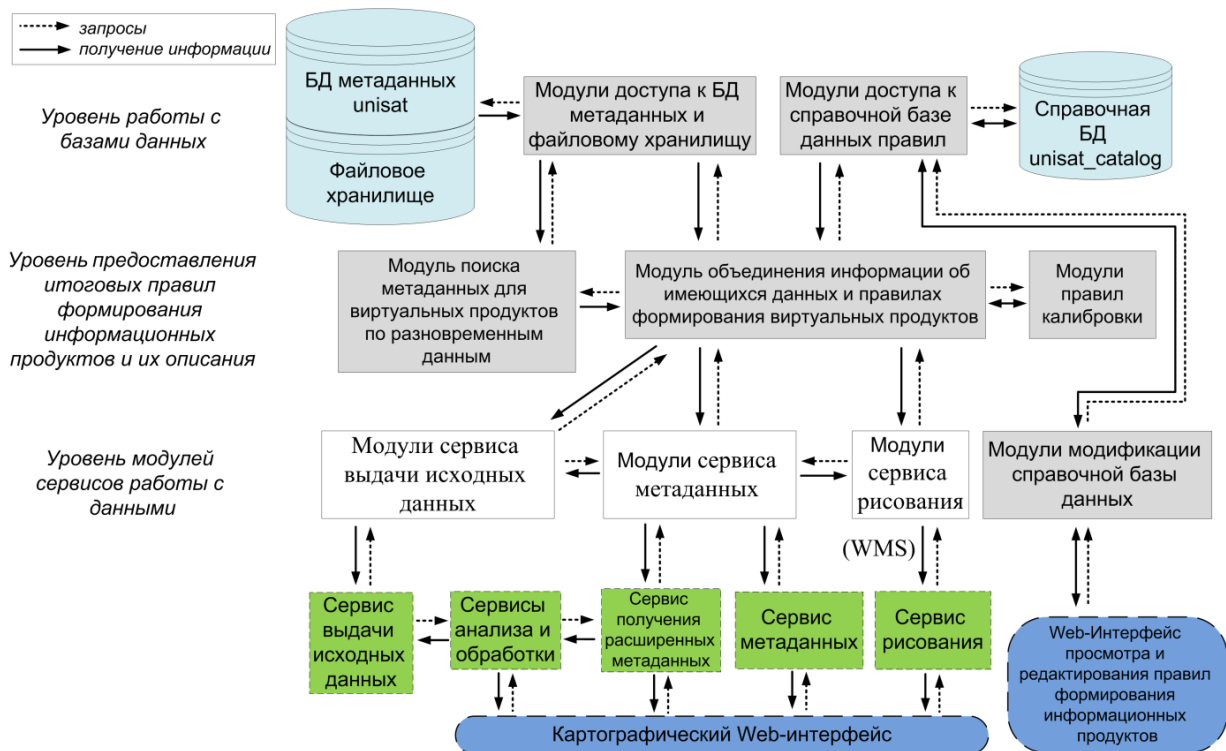 запросы
получение информации
Уровень работы с
базами данных
БД метаданных
unisat
Файловое
хранилище
Модули доступа к БД
метаданных и
файловому хранилищу
Модули доступа к
справочной базе
данных правил
Справочная
БД
unisat_catalog
Уровень предоставления
итоговых правил
формирования
информационных
продуктов и их описания
Модуль поиска
метаданных для
виртуальных продуктов
по разновременным
данным
Модуль объединения информации об
имеющихся данных и правилах
формирования виртуальных продуктов
Модули
правил
калибровки
Уровень модулей
сервисов работы с
данными
Модули сервиса
выдачи исходных
данных
Модули сервиса
метаданных
Модули
сервиса
рисования
(WMS)
Модули модификации
справочной базы
данных
Сервис
выдачи
исходных
данных
Сервисы
анализа и
обработки
Сервис
получения
расширенных
метаданных
Сервис
метаданных
Сервис
рисования
Web-Интерфейс
просмотра и
редактирования правил
формирования
информационных
продуктов
Картографический Web-интерфейс